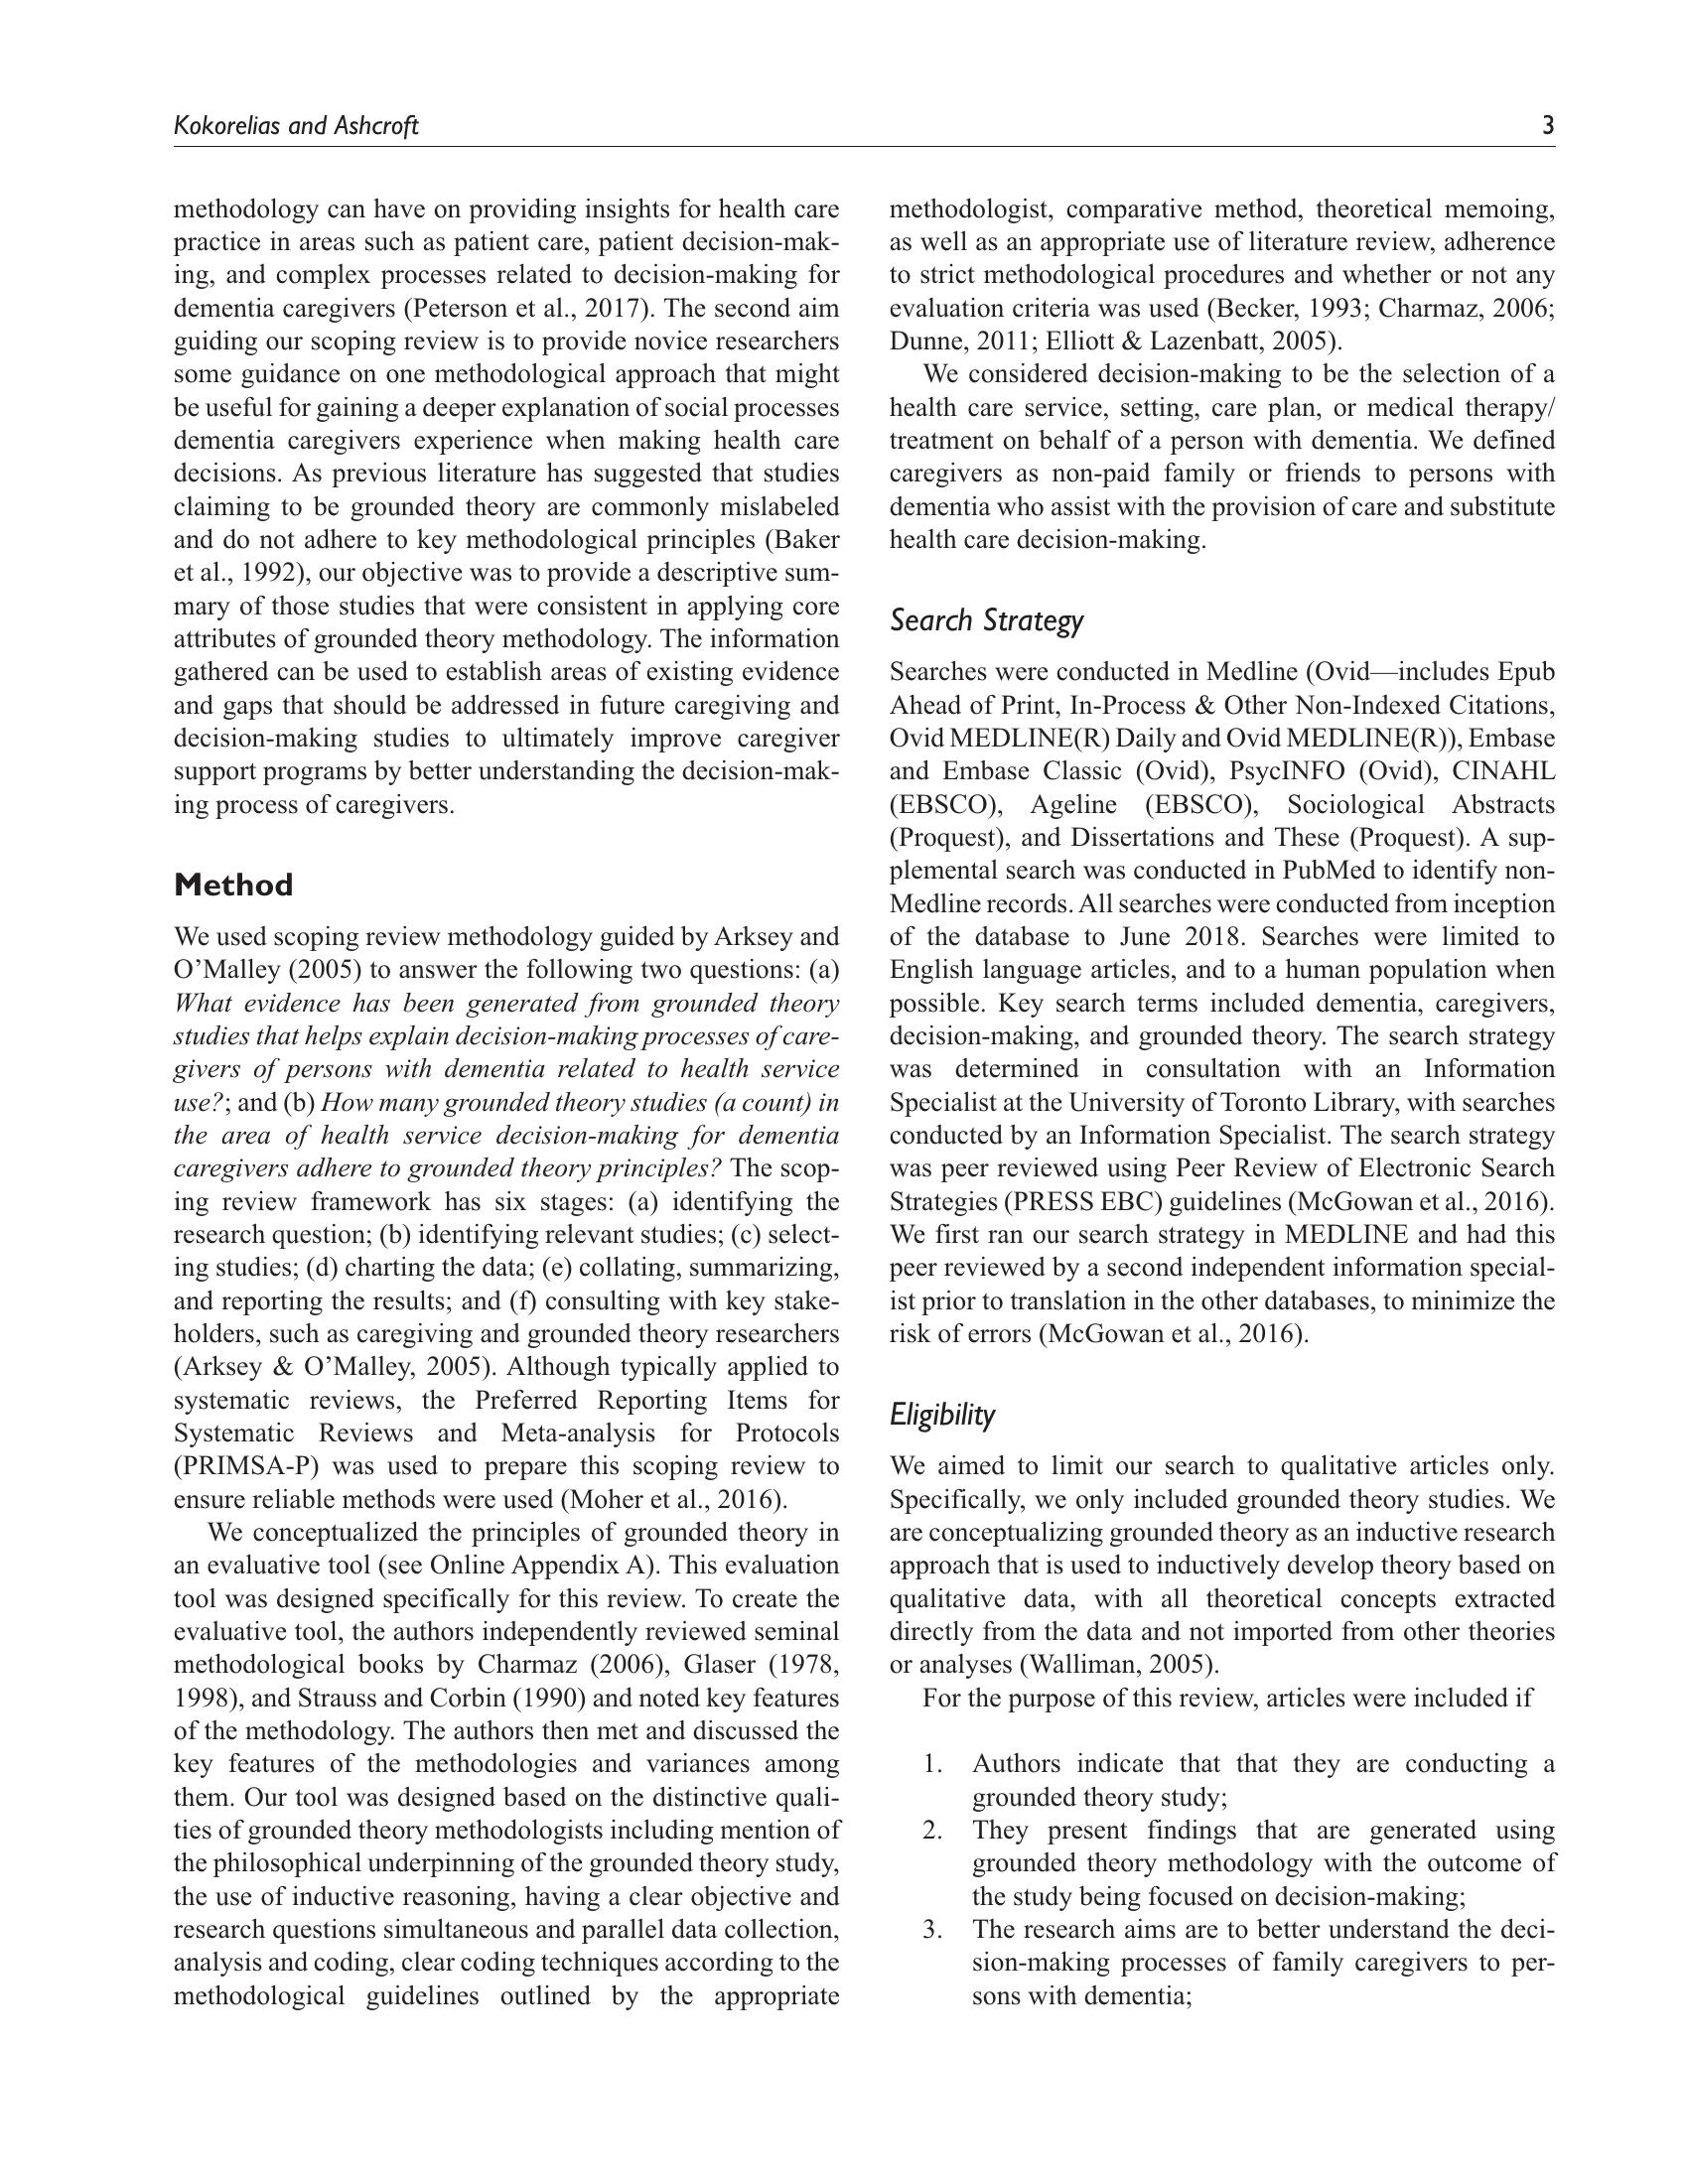 Kokorelias and Ashcroft 3
methodology can have on providing insights for health care
practice in areas such as patient care, patient decision-mak-
ing, and complex processes related to decision-making for
dementia caregivers (Peterson et al., 2017). The second aim
guiding our scoping review is to provide novice researchers
some guidance on one methodological approach that might
be useful for gaining a deeper explanation of social processes
dementia caregivers experience when making health care
decisions. As previous literature has suggested that studies
claiming to be grounded theory are commonly mislabeled
and do not adhere to key methodological principles (Baker
et al., 1992), our objective was to provide a descriptive sum-
mary of those studies that were consistent in applying core
attributes of grounded theory methodology. The information
gathered can be used to establish areas of existing evidence
and gaps that should be addressed in future caregiving and
decision-making studies to ultimately improve caregiver
support programs by better understanding the decision-mak-
ing process of caregivers.
Method
We used scoping review methodology guided by Arksey and
O’Malley (2005) to answer the following two questions: (a)
What evidence has been generated from grounded theory
studies that helps explain decision-making processes of care-
givers of persons with dementia related to health service
use?; and (b) How many grounded theory studies (a count) in
the area of health service decision-making for dementia
caregivers adhere to grounded theory principles? The scop-
ing review framework has six stages: (a) identifying the
research question; (b) identifying relevant studies; (c) select-
ing studies; (d) charting the data; (e) collating, summarizing,
and reporting the results; and (f) consulting with key stake-
holders, such as caregiving and grounded theory researchers
(Arksey & O’Malley, 2005). Although typically applied to
systematic reviews, the Preferred Reporting Items for
Systematic Reviews and Meta-analysis for Protocols
(PRIMSA-P) was used to prepare this scoping review to
ensure reliable methods were used (Moher et al., 2016).
We conceptualized the principles of grounded theory in
an evaluative tool (see Online Appendix A). This evaluation
tool was designed specifically for this review. To create the
evaluative tool, the authors independently reviewed seminal
methodological books by Charmaz (2006), Glaser (1978,
1998), and Strauss and Corbin (1990) and noted key features
of the methodology. The authors then met and discussed the
key features of the methodologies and variances among
them. Our tool was designed based on the distinctive quali-
ties of grounded theory methodologists including mention of
the philosophical underpinning of the grounded theory study,
the use of inductive reasoning, having a clear objective and
research questions simultaneous and parallel data collection,
analysis and coding, clear coding techniques according to the
methodological guidelines outlined by the appropriate
methodologist, comparative method, theoretical memoing,
as well as an appropriate use of literature review, adherence
to strict methodological procedures and whether or not any
evaluation criteria was used (Becker, 1993; Charmaz, 2006;
Dunne, 2011; Elliott & Lazenbatt, 2005).
We considered decision-making to be the selection of a
health care service, setting, care plan, or medical therapy/
treatment on behalf of a person with dementia. We defined
caregivers as non-paid family or friends to persons with
dementia who assist with the provision of care and substitute
health care decision-making.
Search Strategy
Searches were conducted in Medline (Ovid—includes Epub
Ahead of Print, In-Process & Other Non-Indexed Citations,
Ovid MEDLINE(R) Daily and Ovid MEDLINE(R)), Embase
and Embase Classic (Ovid), PsycINFO (Ovid), CINAHL
(EBSCO), Ageline (EBSCO), Sociological Abstracts
(Proquest), and Dissertations and These (Proquest). A sup-
plemental search was conducted in PubMed to identify non-
Medline records. All searches were conducted from inception
of the database to June 2018. Searches were limited to
English language articles, and to a human population when
possible. Key search terms included dementia, caregivers,
decision-making, and grounded theory. The search strategy
was determined in consultation with an Information
Specialist at the University of Toronto Library, with searches
conducted by an Information Specialist. The search strategy
was peer reviewed using Peer Review of Electronic Search
Strategies (PRESS EBC) guidelines (McGowan et al., 2016).
We first ran our search strategy in MEDLINE and had this
peer reviewed by a second independent information special-
ist prior to translation in the other databases, to minimize the
risk of errors (McGowan et al., 2016).
Eligibility
We aimed to limit our search to qualitative articles only.
Specifically, we only included grounded theory studies. We
are conceptualizing grounded theory as an inductive research
approach that is used to inductively develop theory based on
qualitative data, with all theoretical concepts extracted
directly from the data and not imported from other theories
or analyses (Walliman, 2005).
For the purpose of this review, articles were included if
1. Authors indicate that that they are conducting a
grounded theory study;
2. They present findings that are generated using
grounded theory methodology with the outcome of
the study being focused on decision-making;
3. The research aims are to better understand the deci-
sion-making processes of family caregivers to per-
sons with dementia;